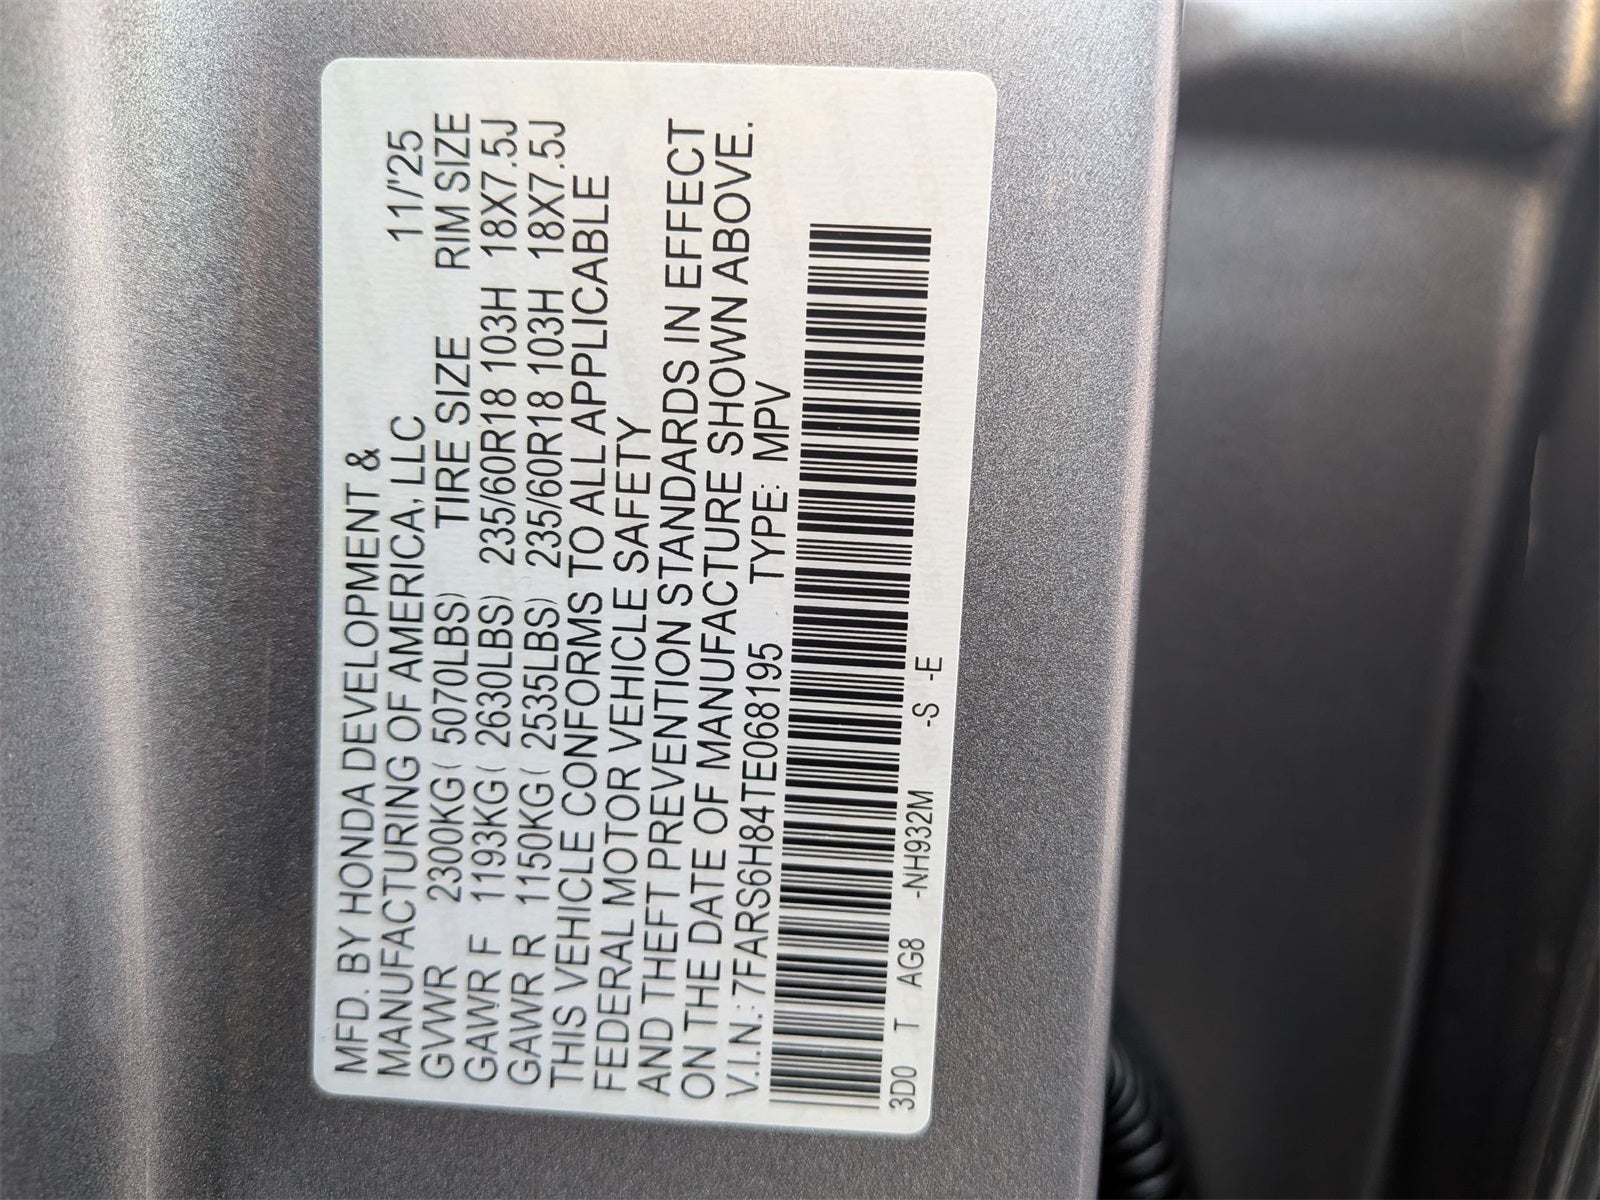 MFD. BY HONDA DEVELOPMENT &
MANUFACTURING OF AMERICA, LLC 11/'25
GVWR 2300KG( 5070LBS) TIRE SIZE RIM SIZE
GAWR F 1193KG( 2630LBS) 235/60R18 103H 18X7.5J
GAWR R 1150KG( 2535LBS) 235/60R18 103H 18X7.5J
THIS VEHICLE CONFORMS TO ALL APPLICABLE
FEDERAL MOTOR VEHICLE SAFETY
AND THEFT PREVENTION STANDARDS IN EFFECT
ON THE DATE OF MANUFACTURE SHOWN ABOVE.
V.I.N.: 7FARS6H84TE068195 TYPE: MPV
3D0 T AG8 -NH932M -S -E